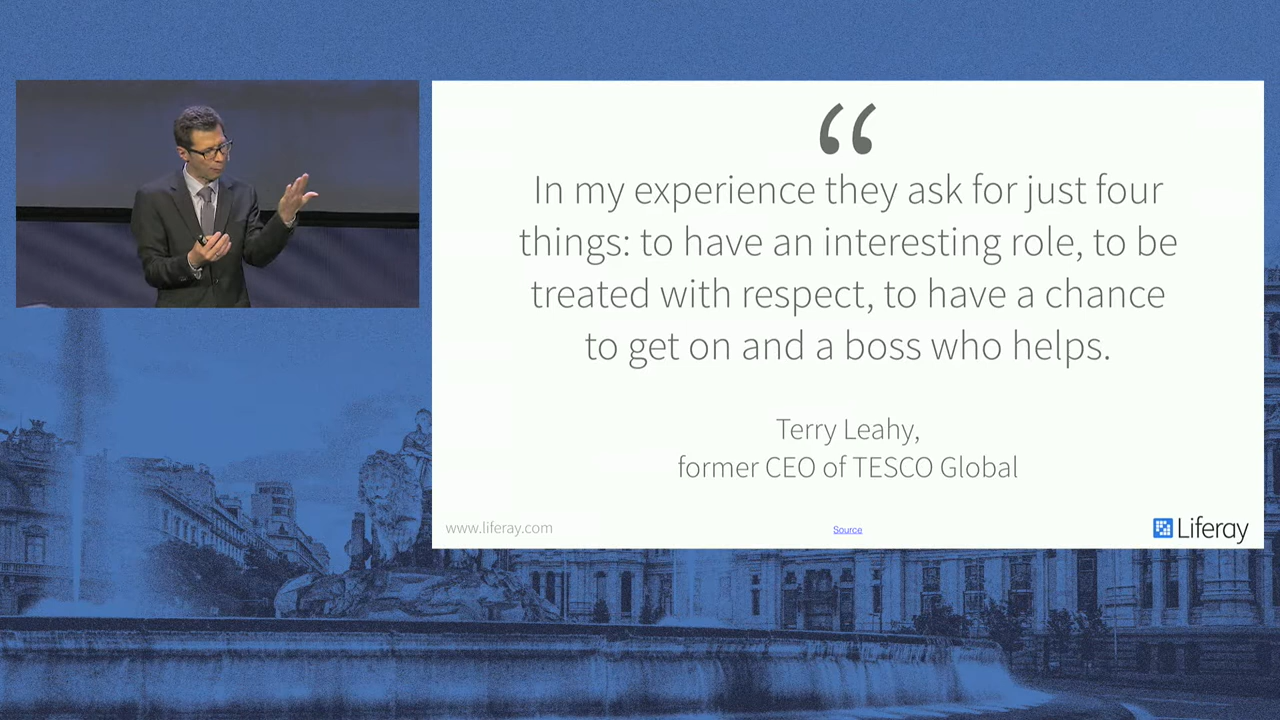 “
In my experience they ask for just four
things: to have an interesting role, to be
treated with respect, to have a chance
to get on and a boss who helps.
Terry Leahy,
former CEO of TESCO Global
www.liferay.com
Source
Liferay